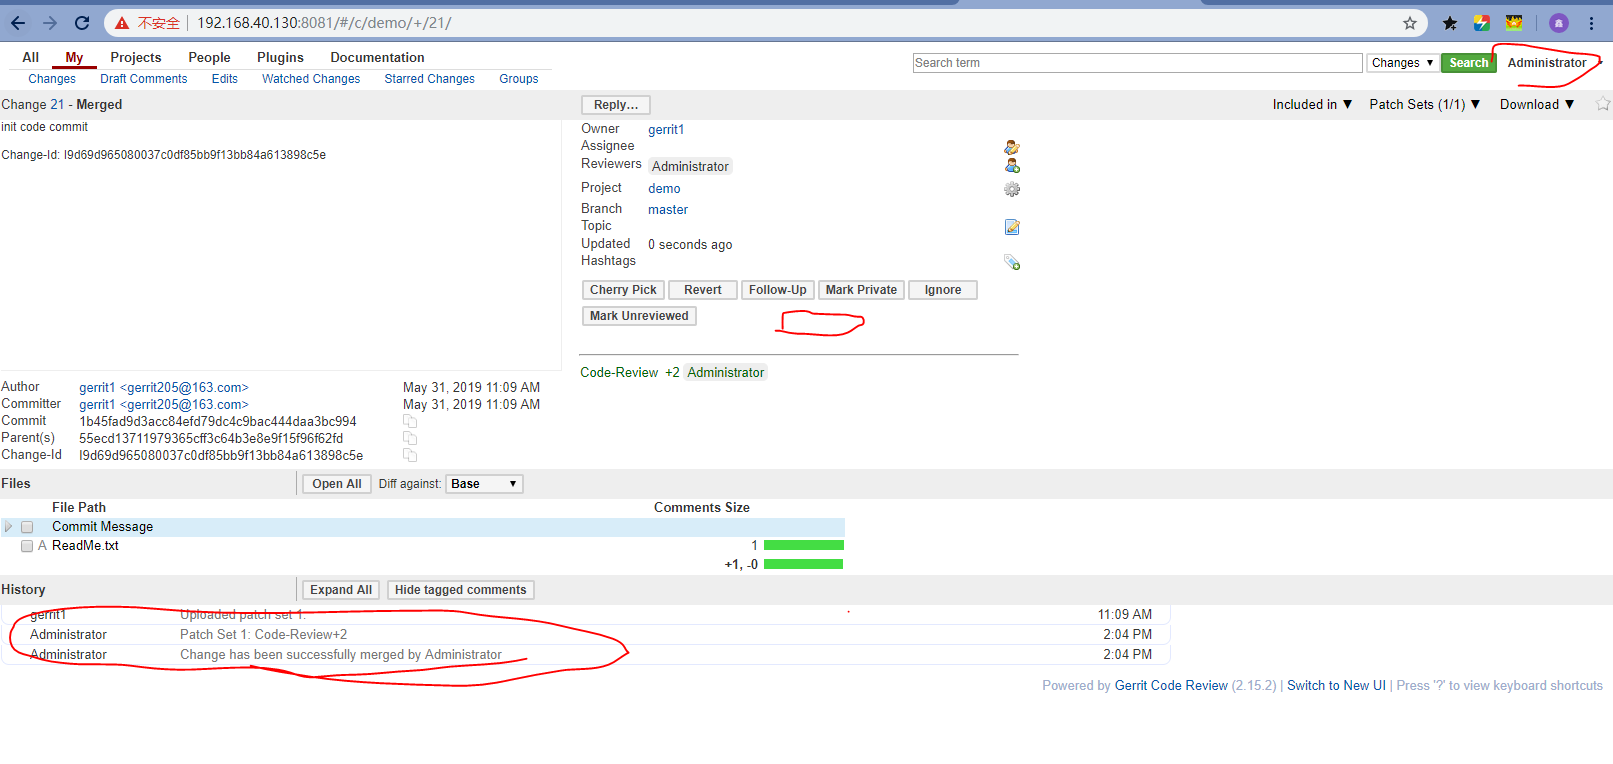 不安全 192.168.40.130:8081/#/c/demo/+/21/
All My Projects People Plugins Documentation
Changes Draft Comments Edits Watched Changes Starred Changes Groups
Search term Changes ▼ Search Administrator
Change 21 - Merged
Reply... Included in ▼ Patch Sets (1/1) ▼ Download ▼
init code commit
Change-Id: I9d69d965080037c0df85bb9f13bb84a613898c5e
Owner gerrit1
Assignee
Reviewers Administrator
Project demo
Branch master
Topic
Updated 0 seconds ago
Hashtags
Cherry Pick Revert Follow-Up Mark Private Ignore
Mark Unreviewed
Code-Review +2 Administrator
Author gerrit1 <gerrit205@163.com> May 31, 2019 11:09 AM
Committer gerrit1 <gerrit205@163.com> May 31, 2019 11:09 AM
Commit 1b45fad9d3acc84efd79dc4c9bac444daa3bc994
Parent(s) 55ecd13711979365cff3c64b3e8e9f15f96f62fd
Change-Id I9d69d965080037c0df85bb9f13bb84a613898c5e
Files Open All Diff against: Base ▼
File Path Comments Size
Commit Message
A ReadMe.txt 1
+1, -0
History Expand All Hide tagged comments
gerrit1 Uploaded patch set 1. 11:09 AM
Administrator Patch Set 1: Code-Review+2 2:04 PM
Administrator Change has been successfully merged by Administrator 2:04 PM
Powered by Gerrit Code Review (2.15.2) | Switch to New UI | Press '?' to view keyboard shortcuts